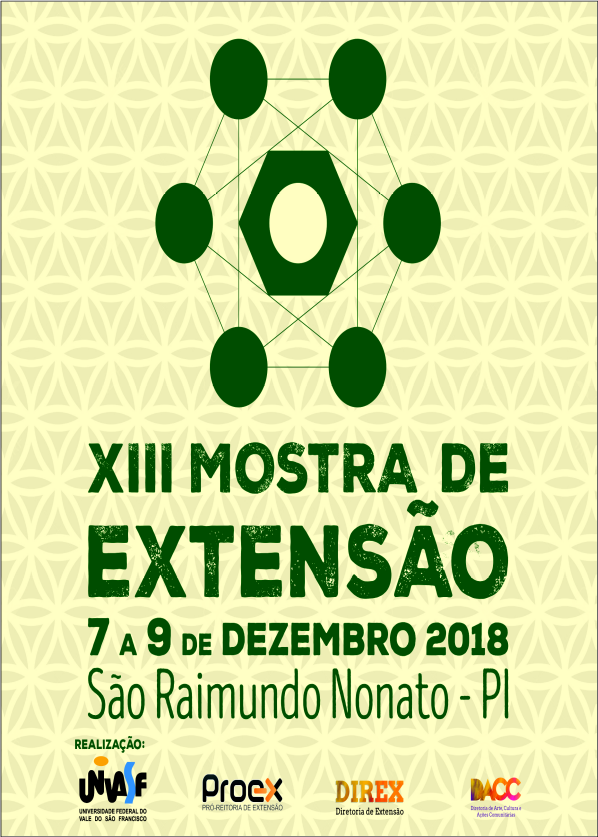 XIII MOSTRA DE
EXTENSÃO
7 A 9 DE DEZEMBRO 2018
São Raimundo Nonato - PI
REALIZAÇÃO:
UNIVASF
UNIVERSIDADE FEDERAL DO
VALE DO SÃO FRANCISCO
Proex
PRÓ-REITORIA DE EXTENSÃO
DIREX
Diretoria de Extensão
DACC
Diretoria de Arte, Cultura e
Ações Comunitárias